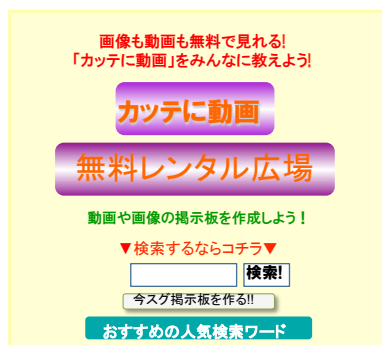 画像も動画も無料で見れる!
「カッテに動画」をみんなに教えよう!
カッテに動画
無料レンタル広場
動画や画像の掲示板を作成しよう！
▼検索するならコチラ▼
検索!
今スグ掲示板を作る!!
おすすめの人気検索ワード